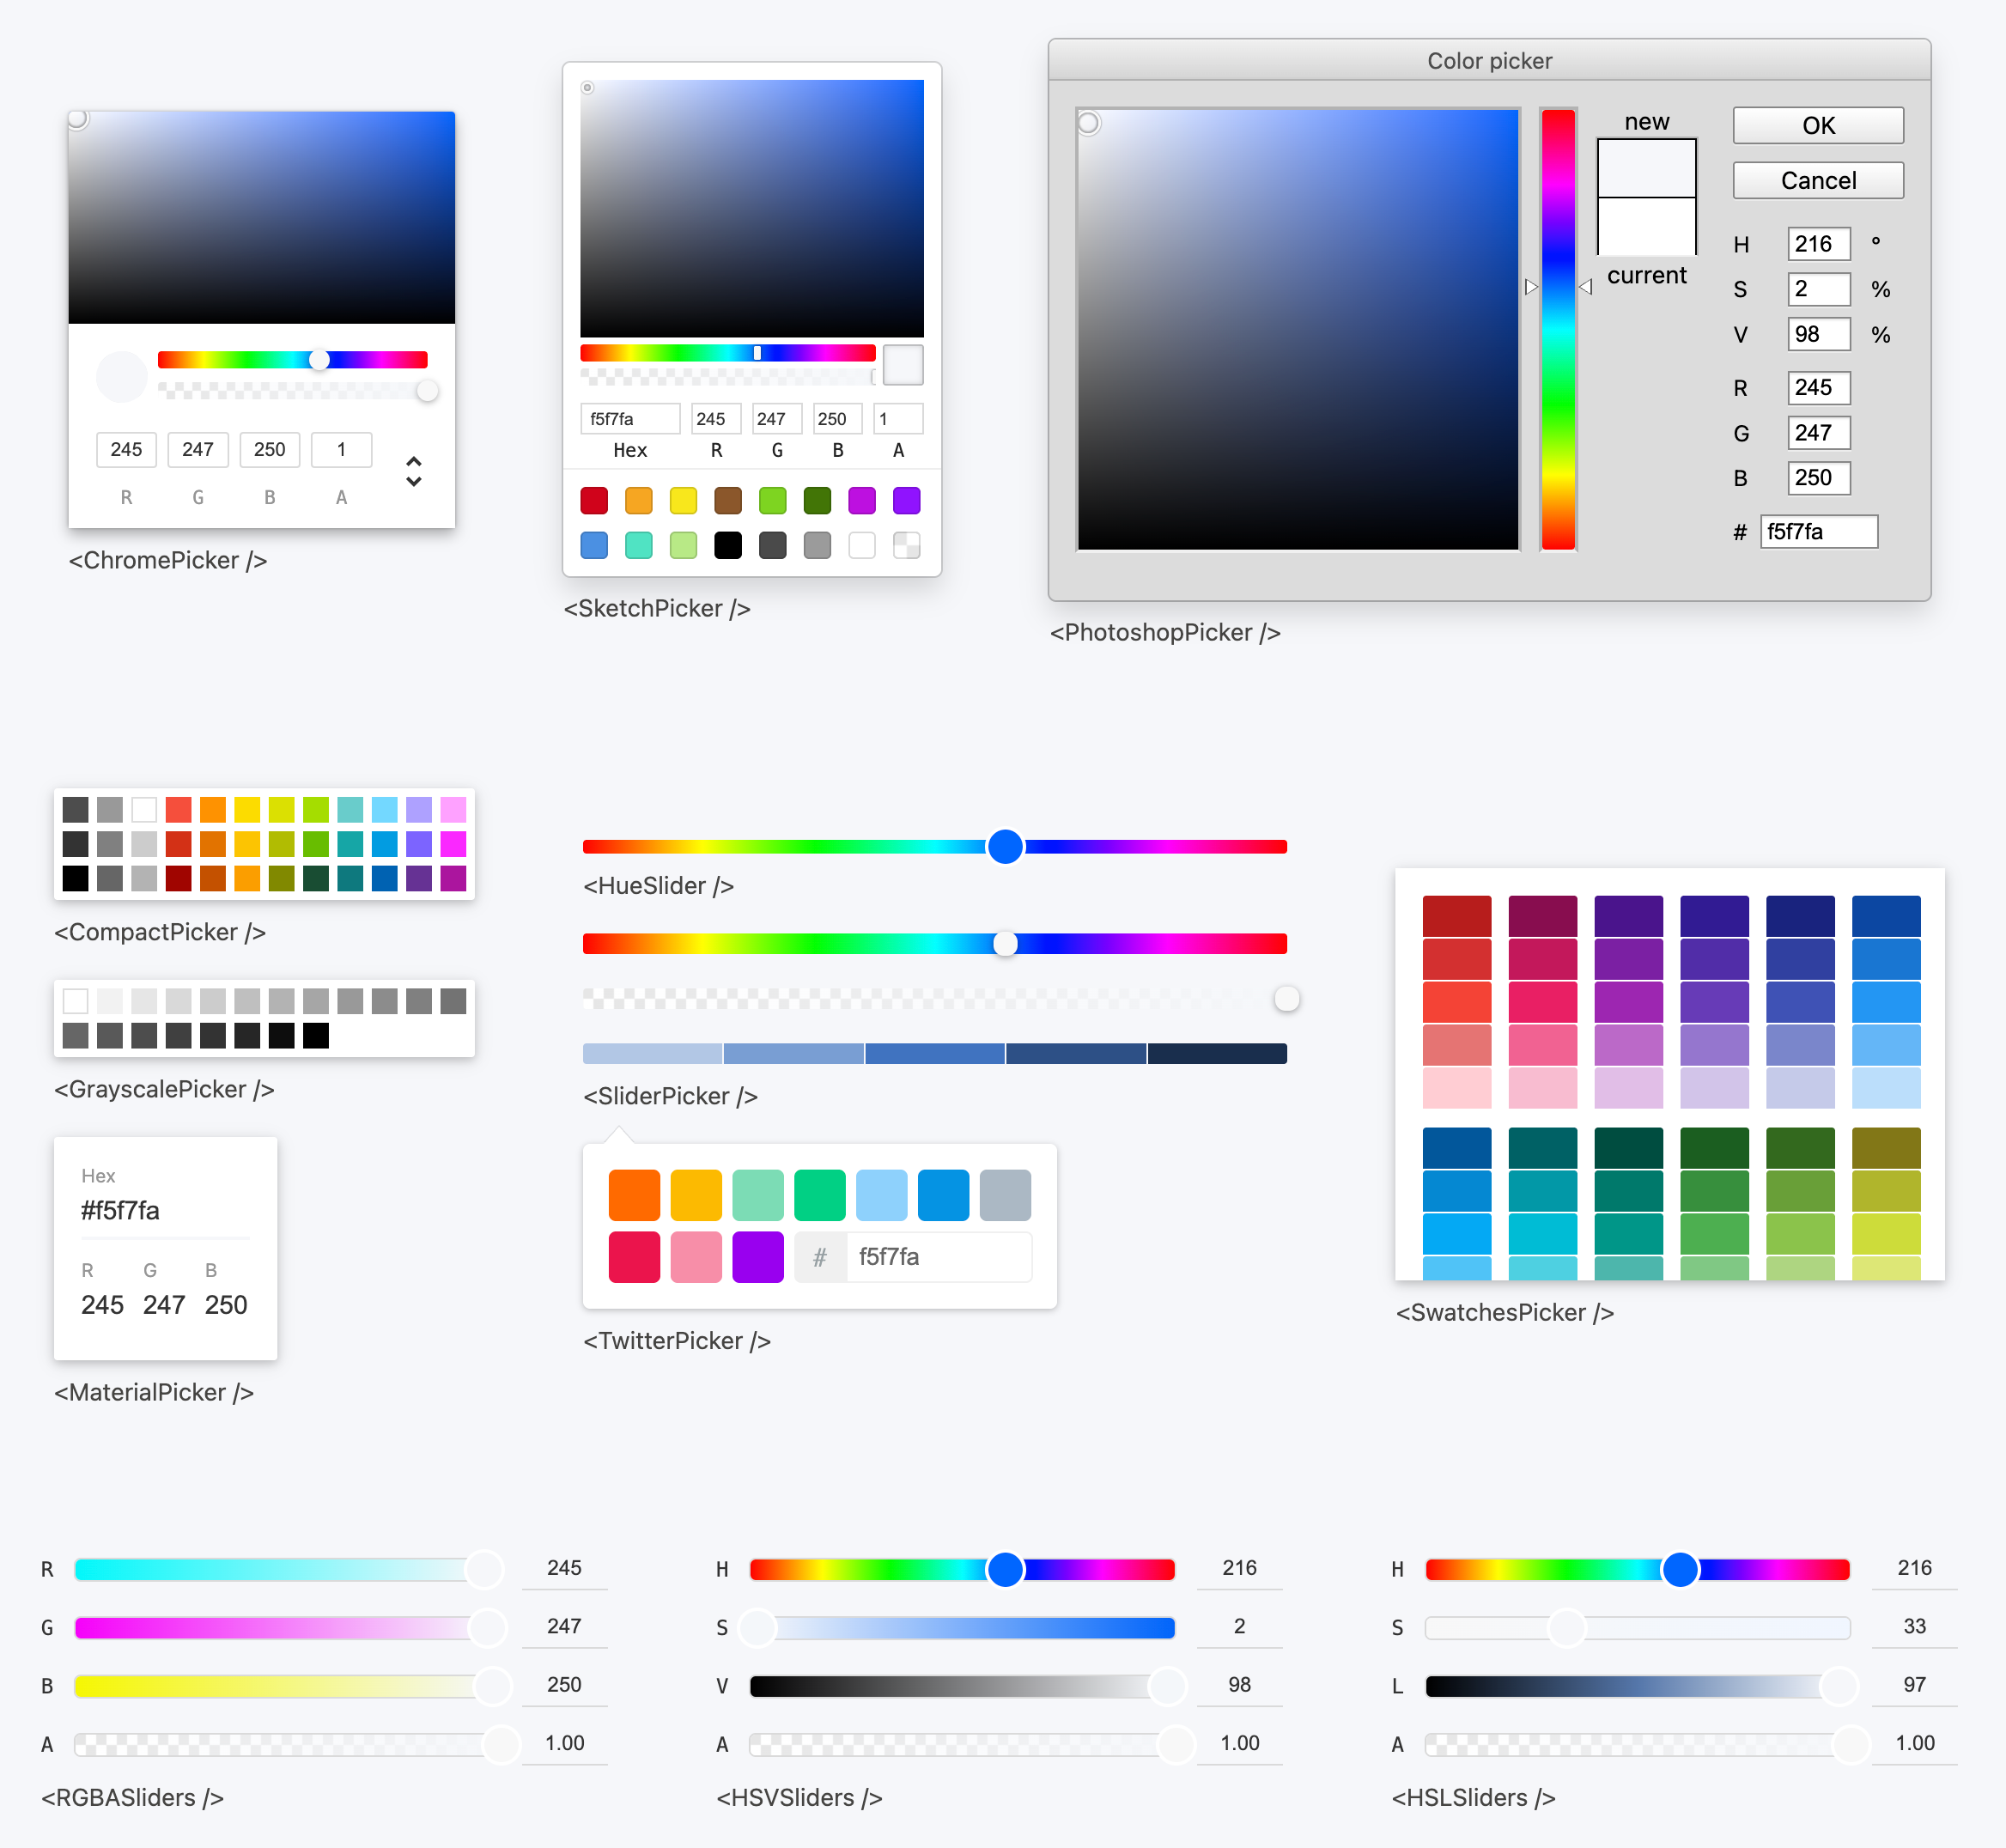 245 247 250 1
R G B A
<ChromePicker />
f5f7fa 245 247 250 1
Hex R G B A
<SketchPicker />
Color picker
new
current
OK
Cancel
H 216 °
S 2 %
V 98 %
R 245
G 247
B 250
# f5f7fa
<PhotoshopPicker />
<CompactPicker />
<GrayscalePicker />
Hex
#f5f7fa
R G B
245 247 250
<MaterialPicker />
<HueSlider />
<SliderPicker />
# f5f7fa
<TwitterPicker />
<SwatchesPicker />
R 245
G 247
B 250
A 1.00
<RGBASliders />
H 216
S 2
V 98
A 1.00
<HSVSliders />
H 216
S 33
L 97
A 1.00
<HSLSliders />